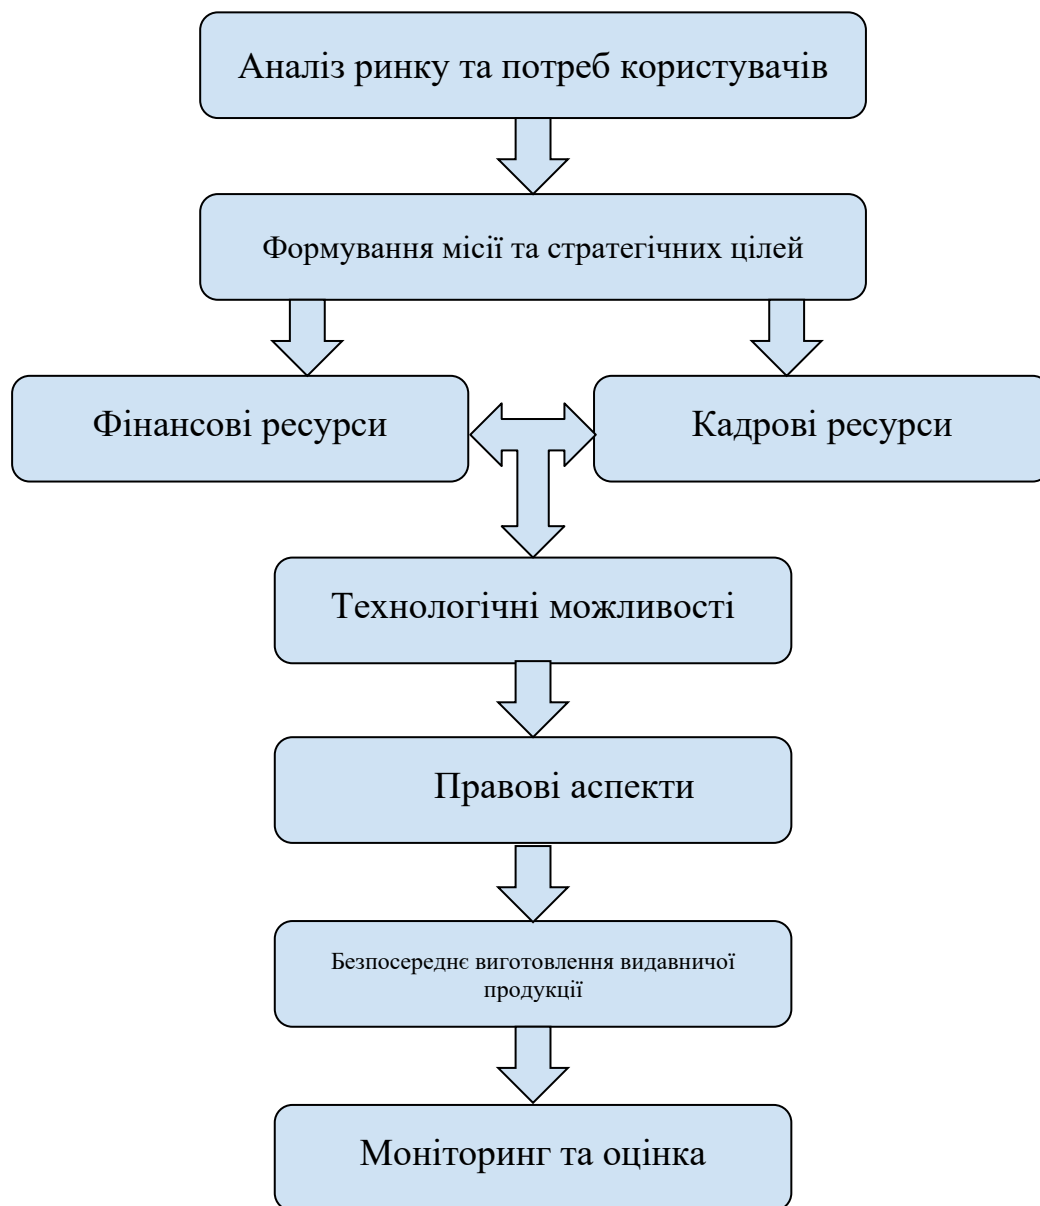 Аналіз ринку та потреб користувачів
Формування місії та стратегічних цілей
Фінансові ресурси
Кадрові ресурси
Технологічні можливості
Правові аспекти
Безпосереднє виготовлення видавничої
продукції
Моніторинг та оцінка